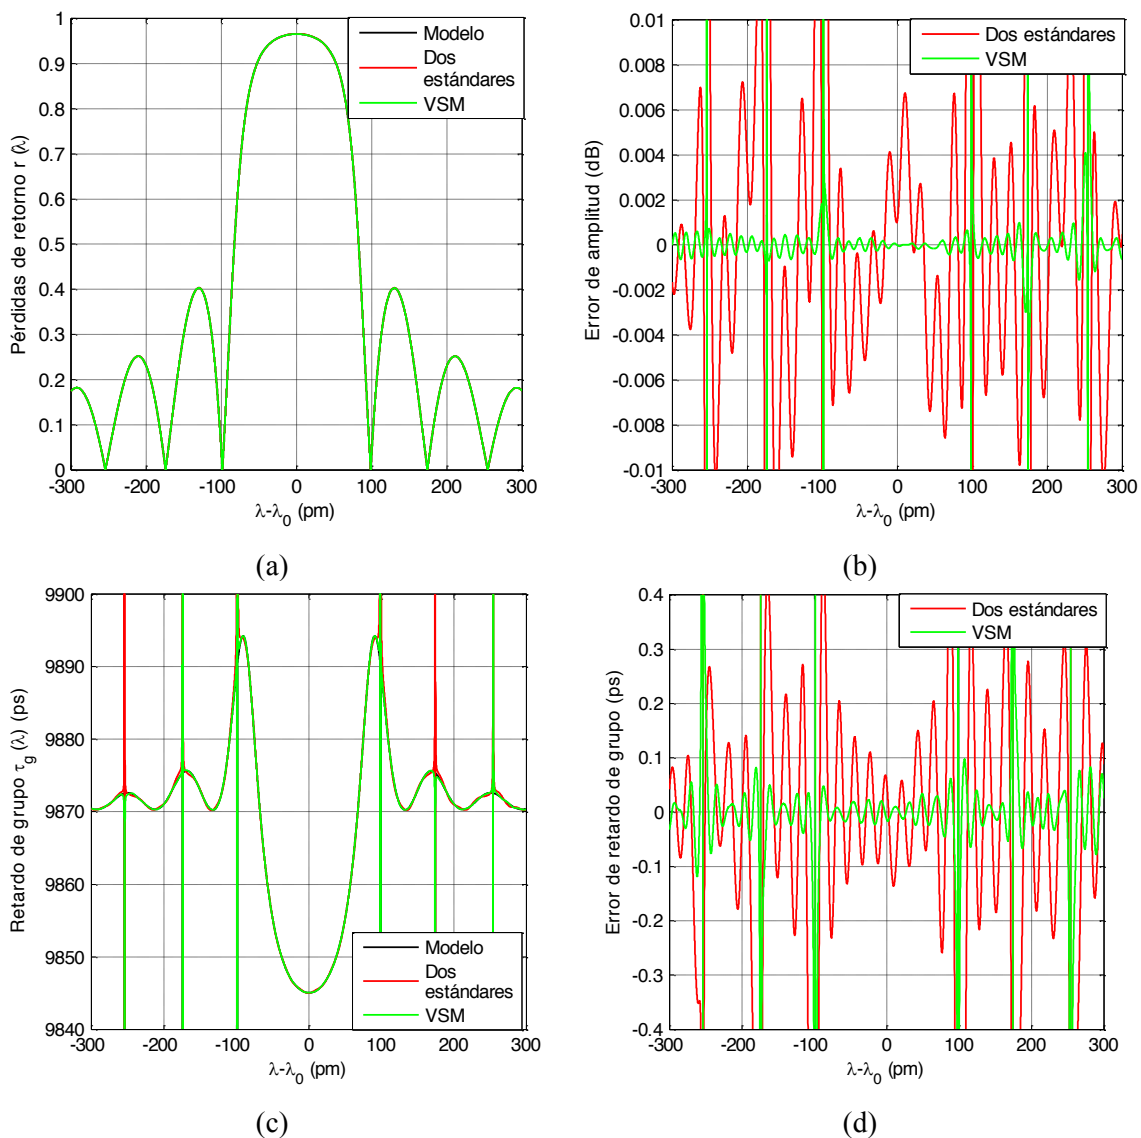 1
0.9
0.8
0.7
0.6
0.5
0.4
0.3
0.2
0.1
0
-300
-200
-100
0
100
200
300
Pérdidas de retorno r (λ)
λ-λ0 (pm)
Modelo
Dos
estándares
VSM
(a)
0.01
0.008
0.006
0.004
0.002
0
-0.002
-0.004
-0.006
-0.008
-0.01
-300
-200
-100
0
100
200
300
Error de amplitud (dB)
λ-λ0 (pm)
Dos estándares
VSM
(b)
9900
9890
9880
9870
9860
9850
9840
-300
-200
-100
0
100
200
300
Retardo de grupo τg (λ) (ps)
λ-λ0 (pm)
Modelo
Dos
estándares
VSM
(c)
0.4
0.3
0.2
0.1
0
-0.1
-0.2
-0.3
-0.4
-300
-200
-100
0
100
200
300
Error de retardo de grupo (ps)
λ-λ0 (pm)
Dos estándares
VSM
(d)